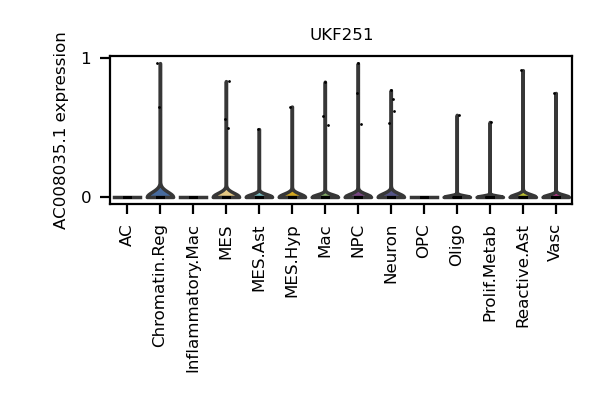 UKF251
AC008035.1 expression
1
0
AC
Chromatin.Reg
Inflammatory.Mac
MES
MES.Ast
MES.Hyp
Mac
NPC
Neuron
OPC
Oligo
Prolif.Metab
Reactive.Ast
Vasc